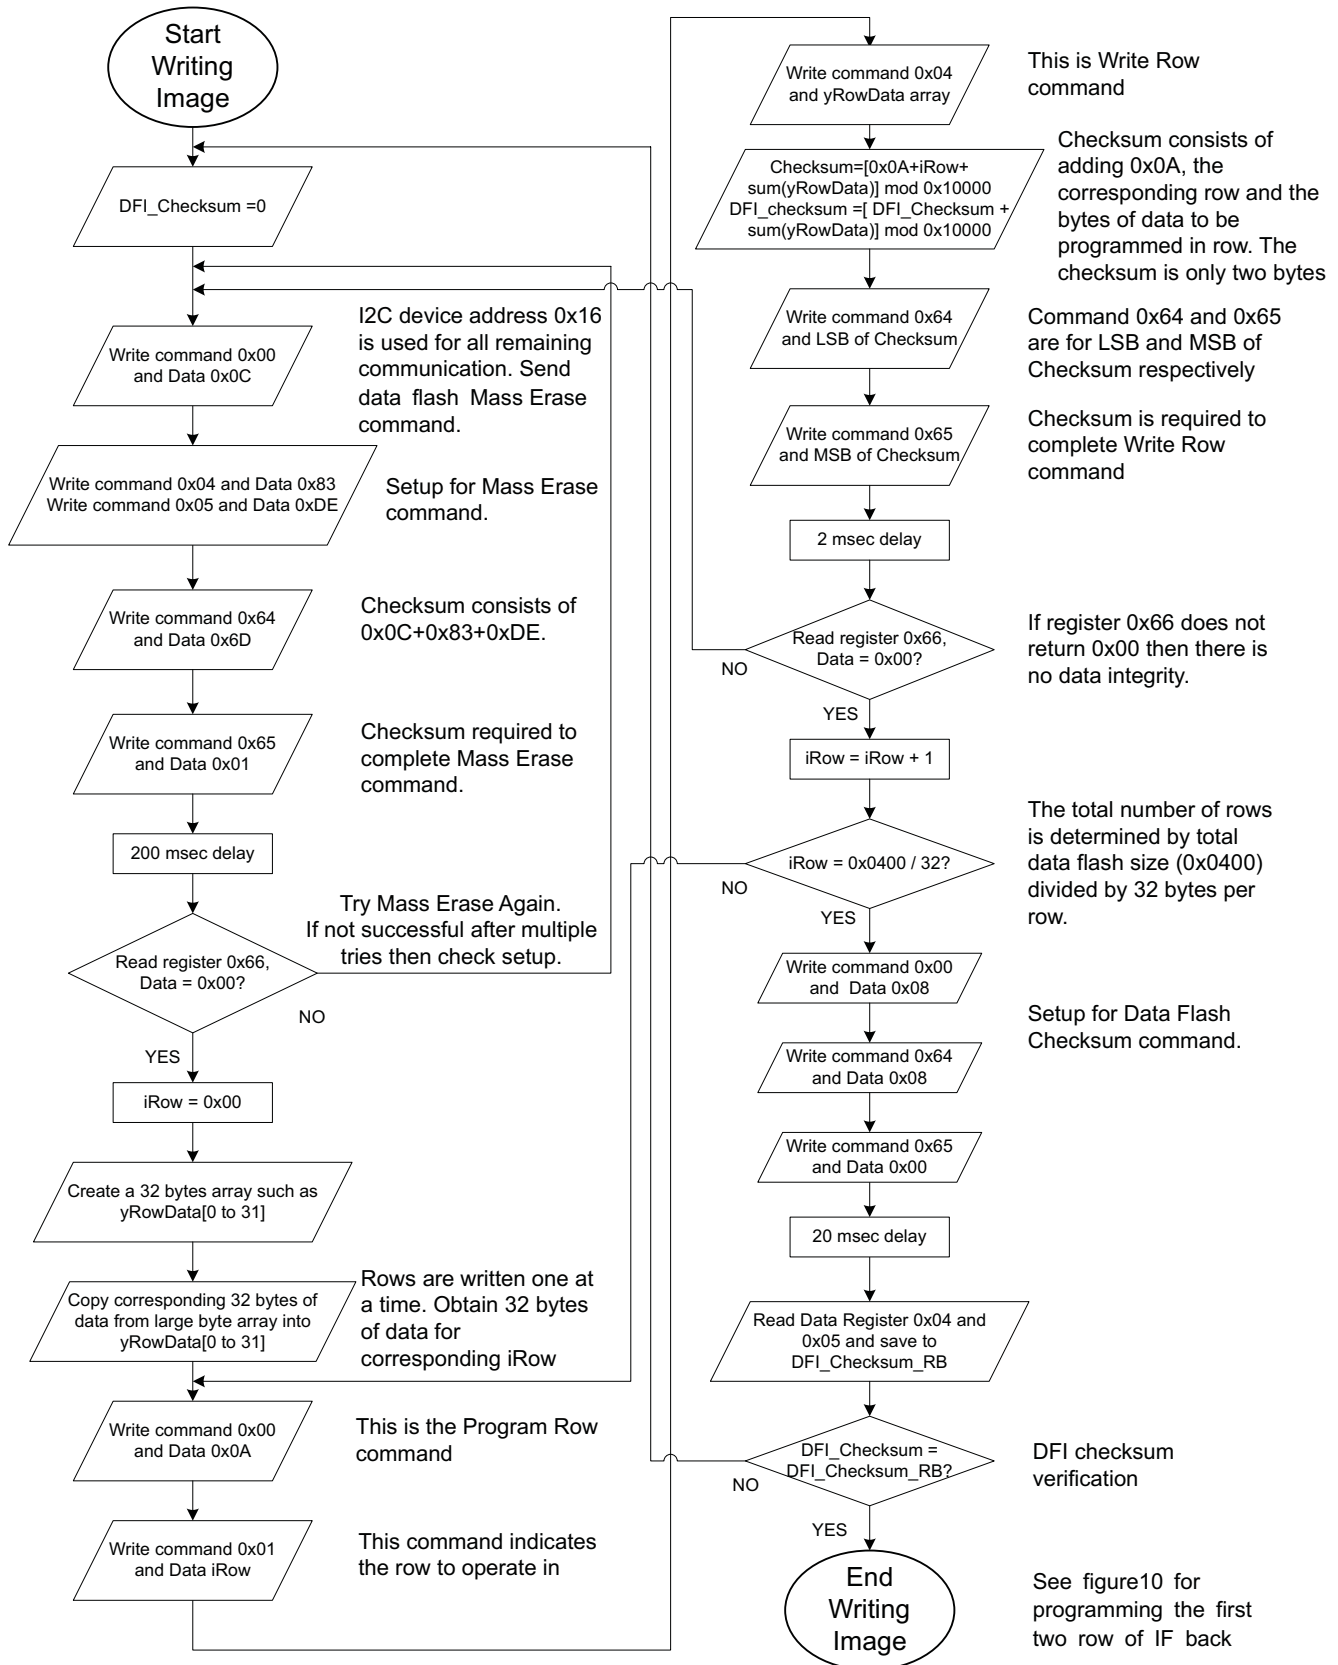 Start
Writing
Image
DFI_Checksum =0
Write command 0x00
and Data 0x0C
I2C device address 0x16
is used for all remaining
communication. Send
data flash Mass Erase
command.
Write command 0x04 and Data 0x83
Write command 0x05 and Data 0xDE
Setup for Mass Erase
command.
Write command 0x64
and Data 0x6D
Checksum consists of
0x0C+0x83+0xDE.
Write command 0x65
and Data 0x01
Checksum required to
complete Mass Erase
command.
200 msec delay
Try Mass Erase Again.
If not successful after multiple
tries then check setup.
Read register 0x66,
Data = 0x00?
NO
YES
iRow = 0x00
Create a 32 bytes array such as
yRowData[0 to 31]
Copy corresponding 32 bytes of
data from large byte array into
yRowData[0 to 31]
Rows are written one at
a time. Obtain 32 bytes
of data for
corresponding iRow
Write command 0x00
and Data 0x0A
This is the Program Row
command
Write command 0x01
and Data iRow
This command indicates
the row to operate in
Write command 0x04
and yRowData array
This is Write Row
command
Checksum=[0x0A+iRow+
sum(yRowData)] mod 0x10000
DFI_checksum =[ DFI_Checksum +
sum(yRowData)] mod 0x10000
Checksum consists of
adding 0x0A, the
corresponding row and the
bytes of data to be
programmed in row. The
checksum is only two bytes
Write command 0x64
and LSB of Checksum
Command 0x64 and 0x65
are for LSB and MSB of
Checksum respectively
Write command 0x65
and MSB of Checksum
Checksum is required to
complete Write Row
command
2 msec delay
Read register 0x66,
Data = 0x00?
NO
YES
If register 0x66 does not
return 0x00 then there is
no data integrity.
iRow = iRow + 1
iRow = 0x0400 / 32?
NO
YES
The total number of rows
is determined by total
data flash size (0x0400)
divided by 32 bytes per
row.
Write command 0x00
and Data 0x08
Setup for Data Flash
Checksum command.
Write command 0x64
and Data 0x08
Write command 0x65
and Data 0x00
20 msec delay
Read Data Register 0x04 and
0x05 and save to
DFI_Checksum_RB
DFI_Checksum =
DFI_Checksum_RB?
NO
YES
DFI checksum
verification
End
Writing
Image
See figure10 for
programming the first
two row of IF back